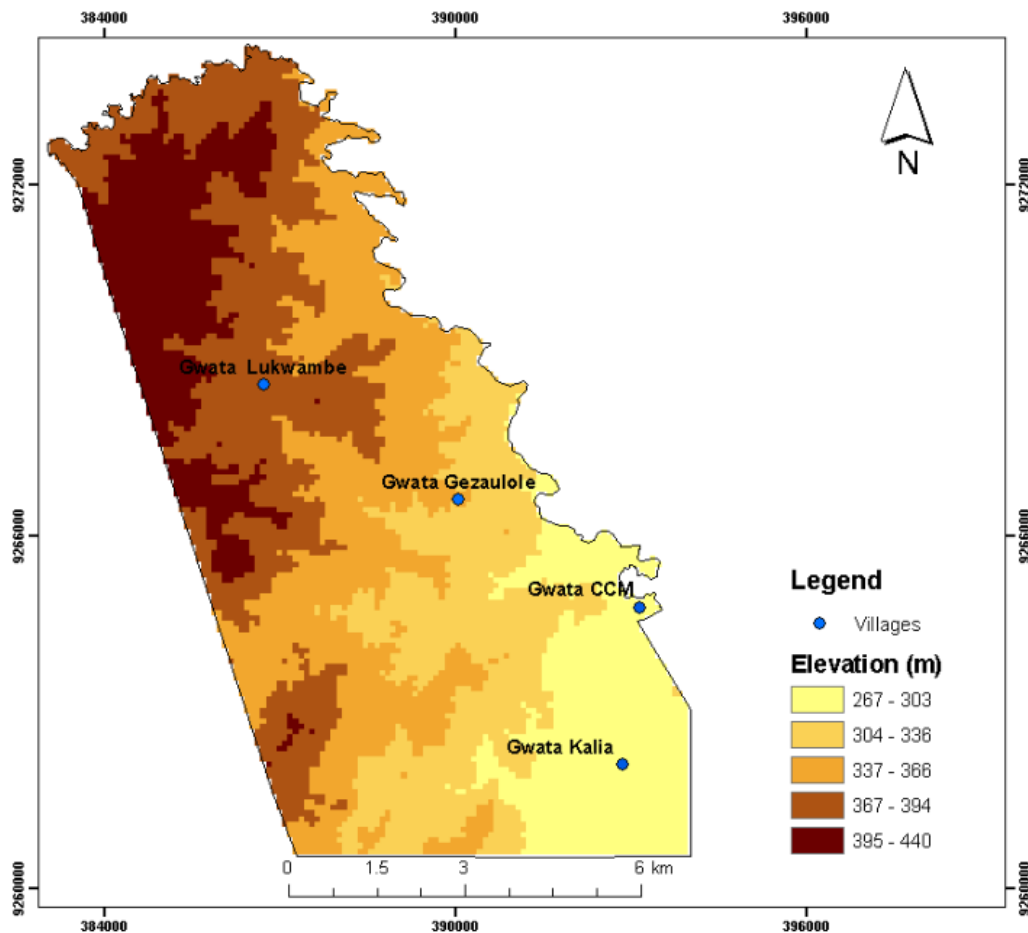 384000 390000 396000
N
9272000 9272000
Gwata Lukwambe
Gwata Gezaulole
9266000 9266000
Gwata CCM
Gwata Kalia
Legend
Villages
Elevation (m)
267 - 303
304 - 336
337 - 366
367 - 394
395 - 440
0 1.5 3 6 km
9260000 9260000
384000 390000 396000